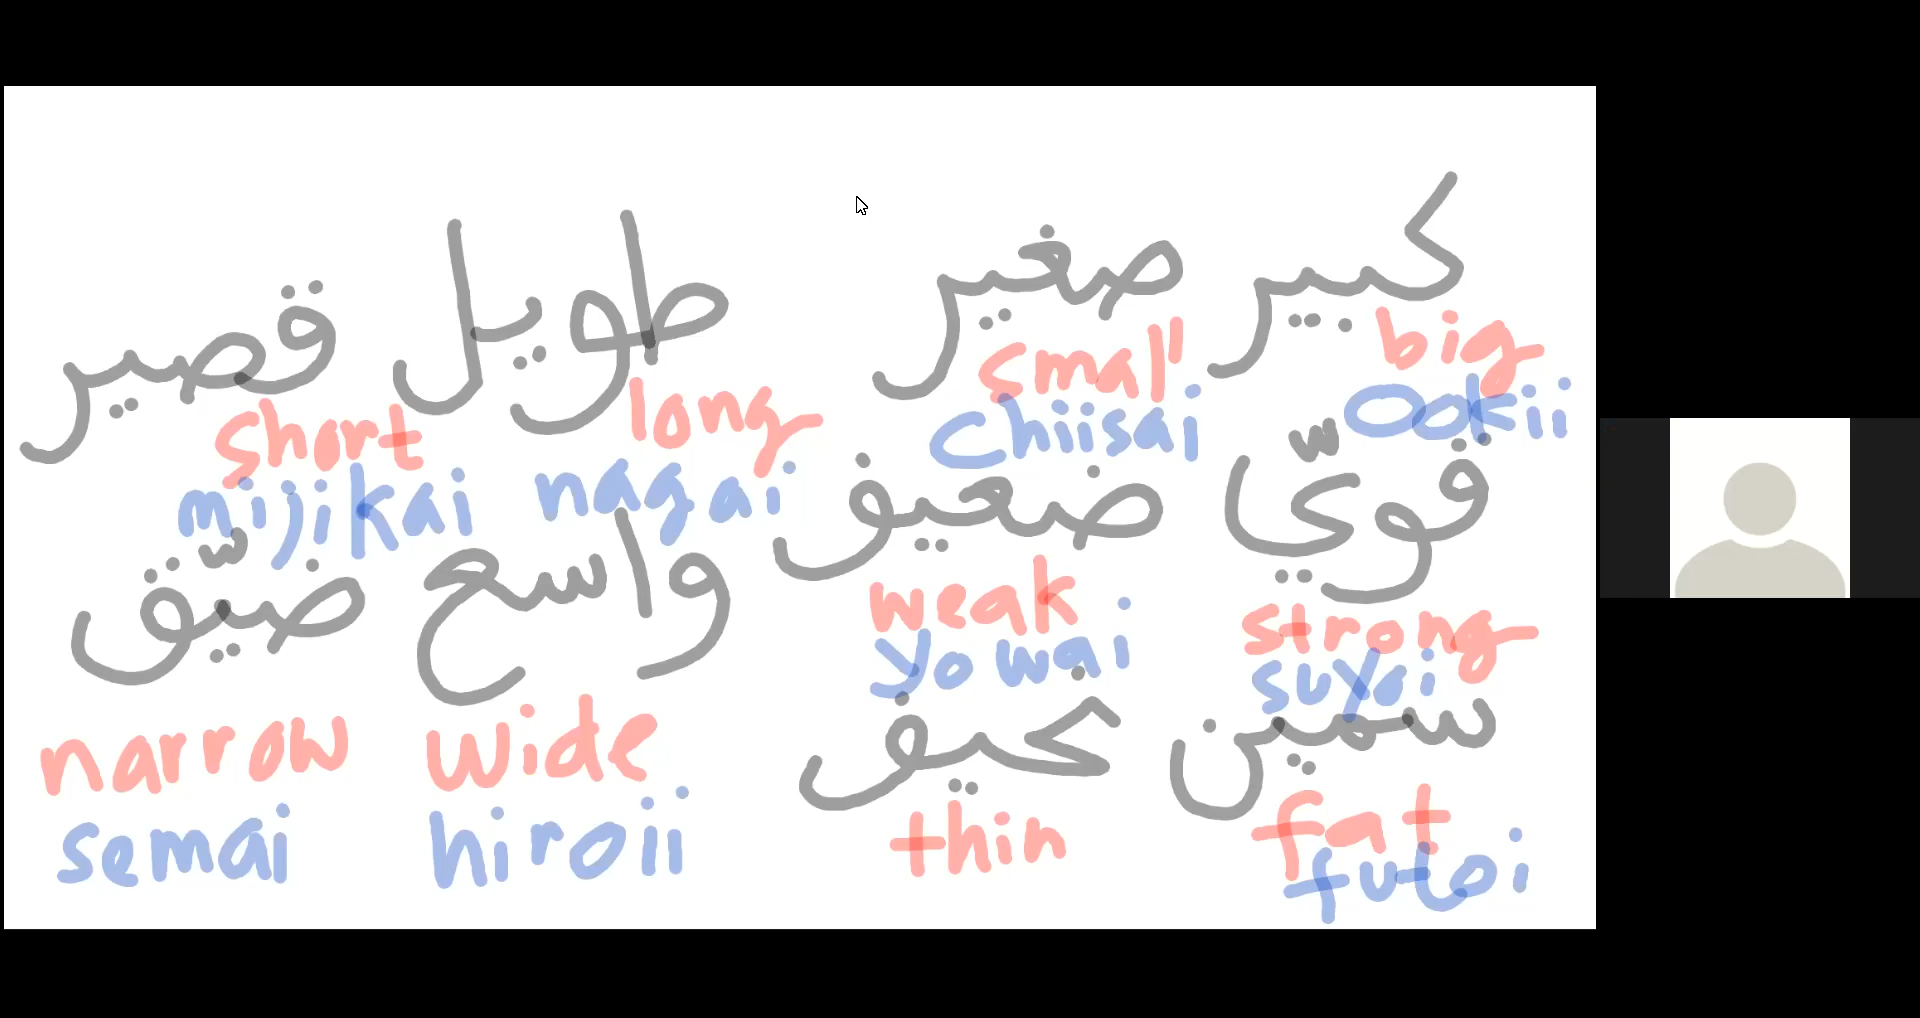 كبير
big
ookii
صغير
small
chiisai
طويل
long
nagai
قصير
short
mijikai
قويّ
strong
suyoi
ضعيف
weak
yowai
واسع
wide
hiroii
ضيّق
narrow
semai
سمين
fat
futoi
نحيف
thin